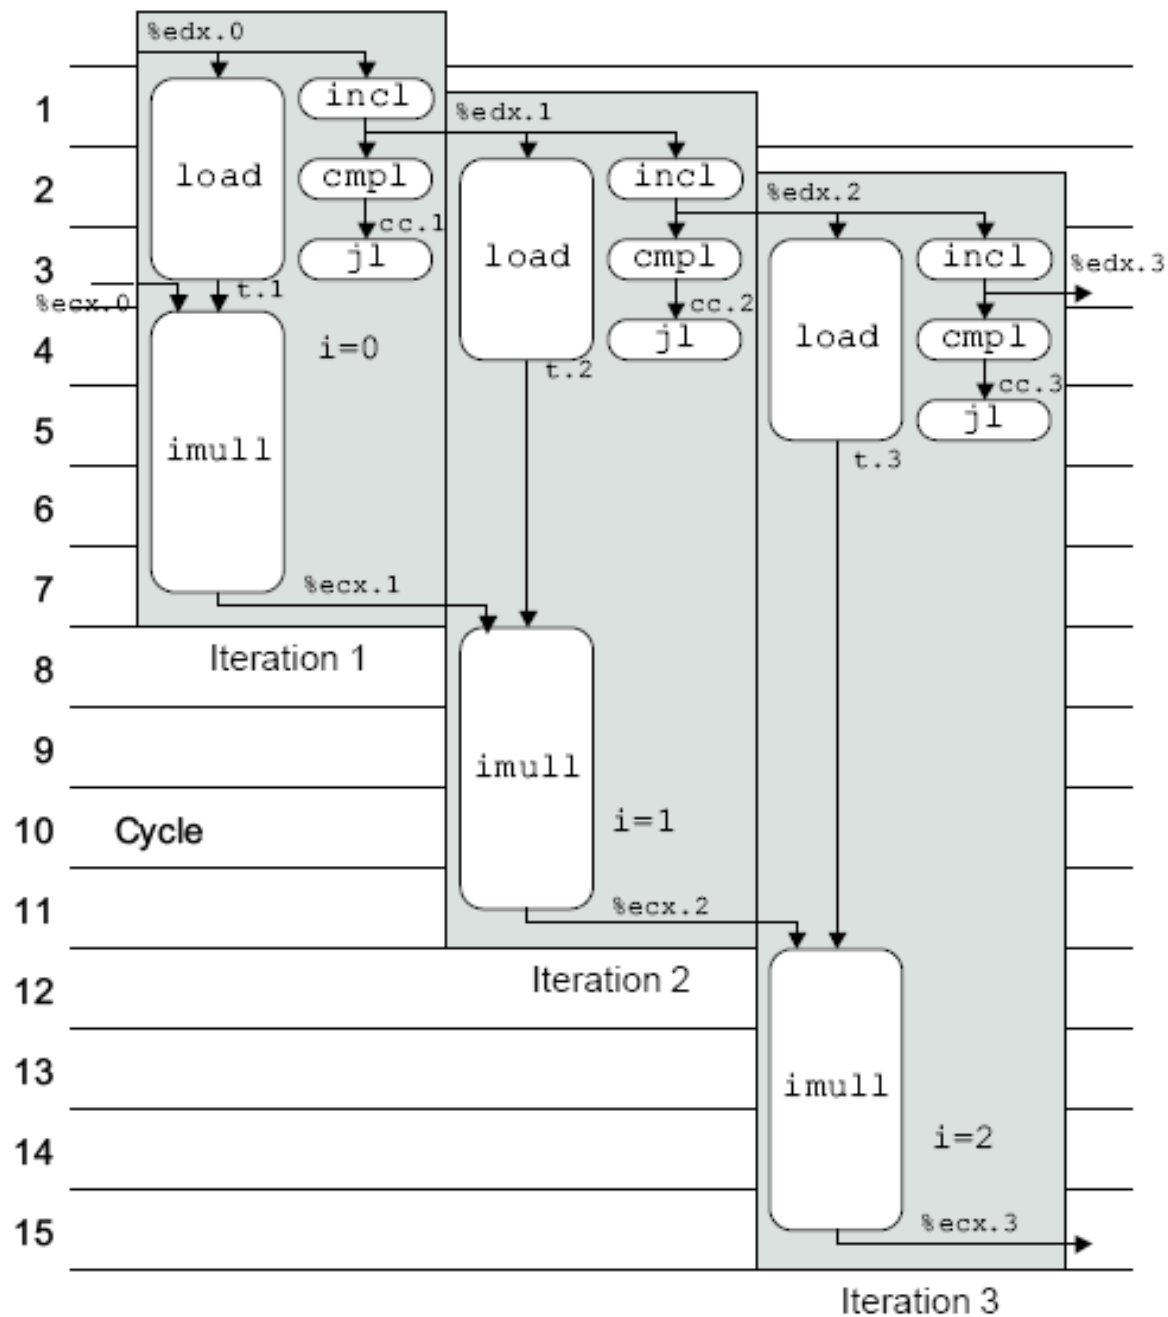 %edx.0
1
load
incl
%edx.1
2
cmpl
incl
%edx.2
cc.1
3
jl
load
cmpl
incl
%edx.3
%ecx.0
t.1
cc.2
4
i=0
jl
load
cmpl
t.2
cc.3
5
imull
jl
t.3
6
7
%ecx.1
Iteration 1
8
9
imull
10
Cycle
i=1
11
%ecx.2
Iteration 2
12
13
imull
14
i=2
15
%ecx.3
Iteration 3